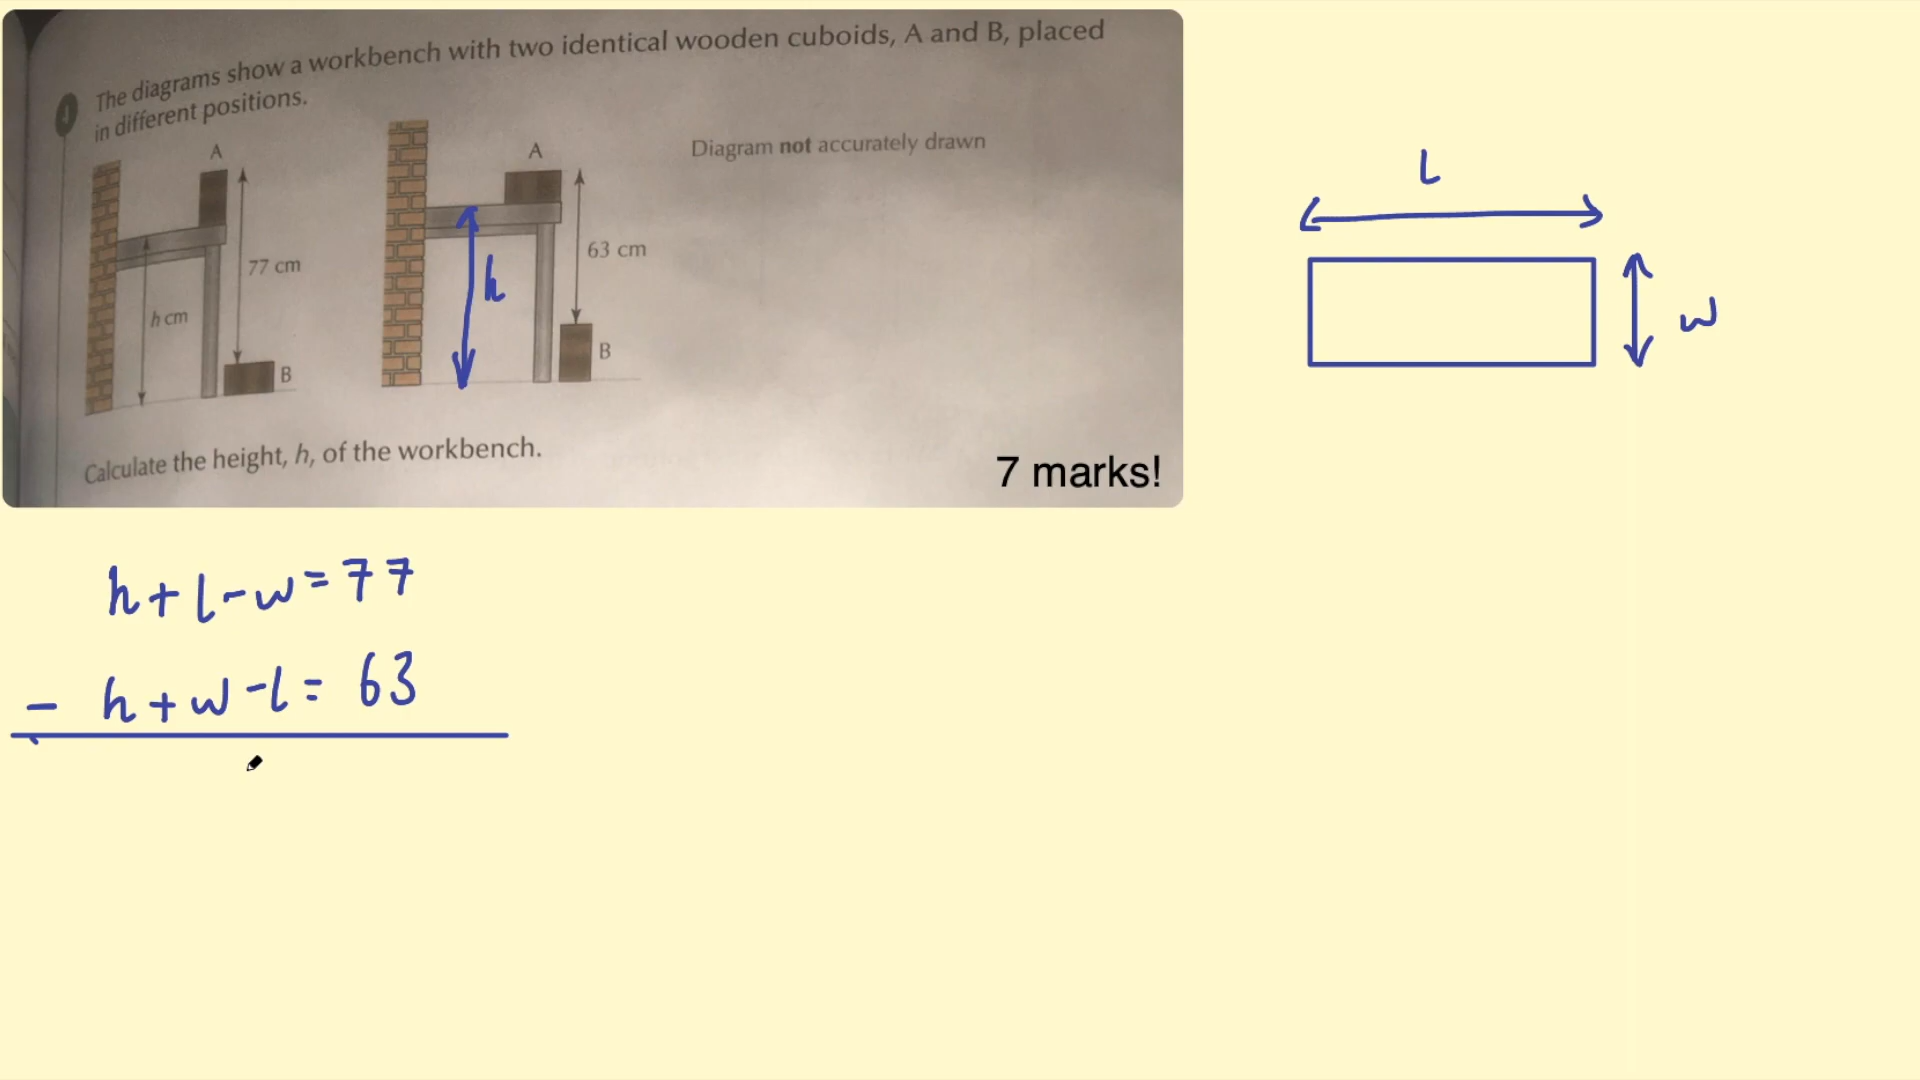 The diagrams show a workbench with two identical wooden cuboids, A and B, placed
in different positions.
A
77 cm
h cm
B
A
63 cm
h
B
Diagram not accurately drawn
Calculate the height, h, of the workbench.
7 marks!
L
w
h+l-w=77
- h+w-l= 63